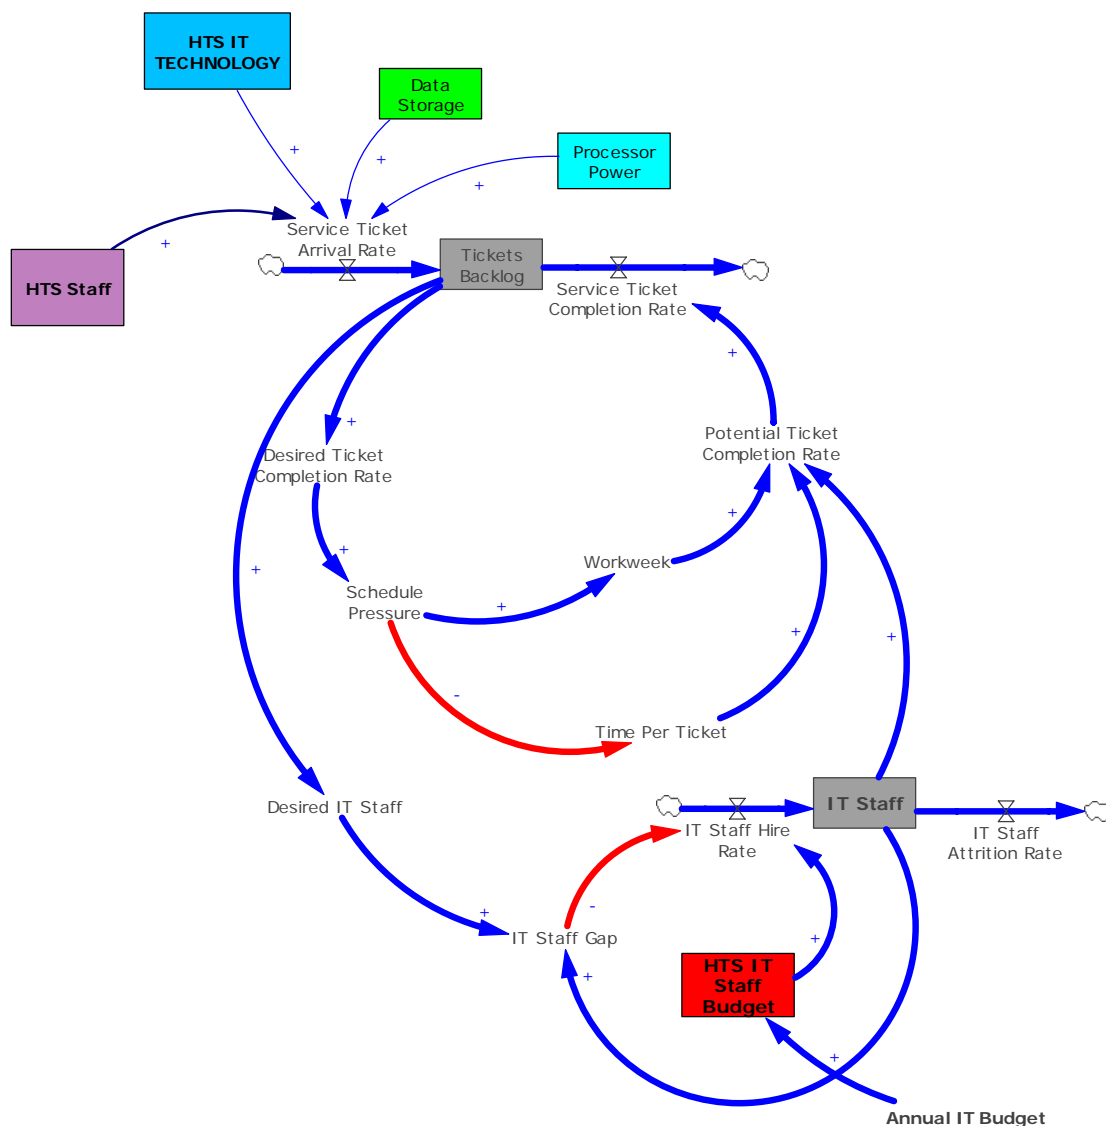 HTS IT
TECHNOLOGY
Data
Storage
Processor
Power
+
+
+
+
HTS Staff
Service Ticket
Arrival Rate
Tickets
Backlog
Service Ticket
Completion Rate
+
+
Desired Ticket
Completion Rate
Potential Ticket
Completion Rate
+
+
+
Schedule
Pressure
Workweek
+
+
+
-
Time Per Ticket
Desired IT Staff
IT Staff Hire
Rate
IT Staff
IT Staff
Attrition Rate
+
-
IT Staff Gap
+
+
HTS IT
Staff
Budget
+
Annual IT Budget